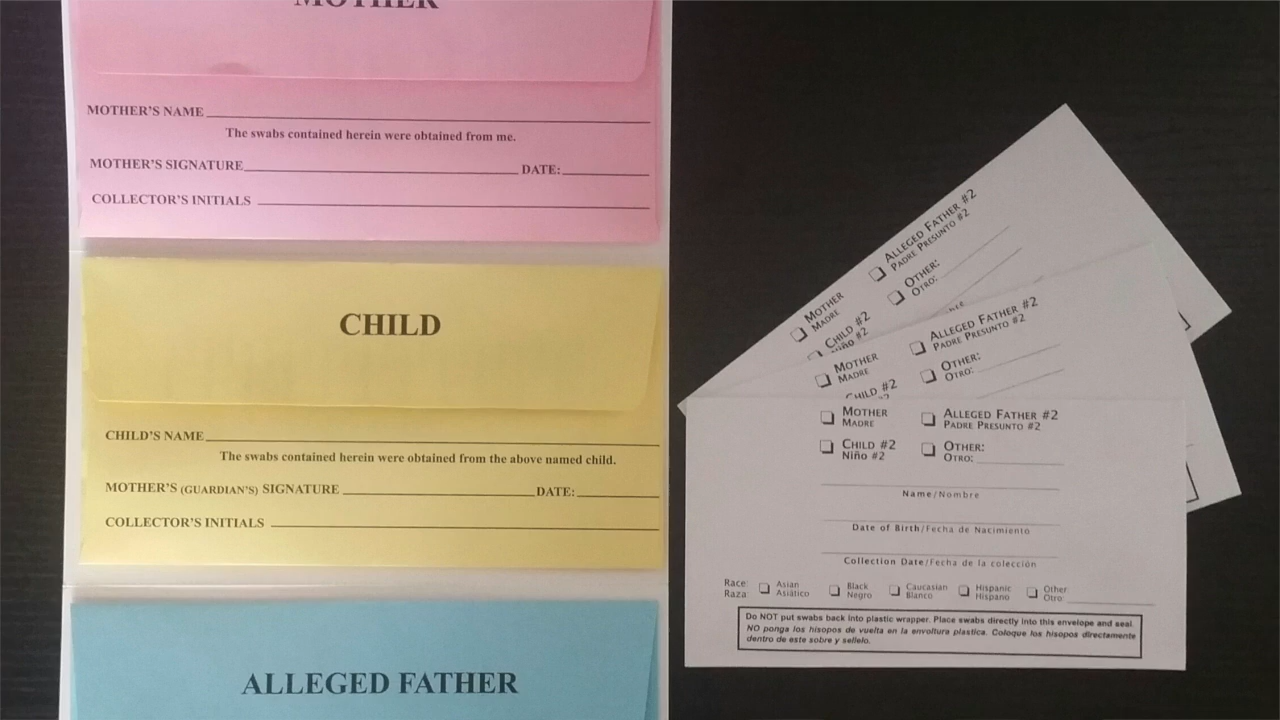 MOTHER
MOTHER'S NAME
The swabs contained herein were obtained from me.
MOTHER'S SIGNATURE DATE:
COLLECTOR'S INITIALS
CHILD
CHILD'S NAME
The swabs contained herein were obtained from the above named child.
MOTHER'S (GUARDIAN'S) SIGNATURE DATE:
COLLECTOR'S INITIALS
ALLEGED FATHER
ALLEGED FATHER #2
PADRE PRESUNTO #2
OTHER:
OTRO:
MOTHER
MADRE
CHILD #2
ALLEGED FATHER #2
PADRE PRESUNTO #2
OTHER:
OTRO:
MOTHER
MADRE
CHILD #2
MOTHER
MADRE
ALLEGED FATHER #2
PADRE PRESUNTO #2
CHILD #2
Niño #2
OTHER:
OTRO:
Name/Nombre
Date of Birth/Fecha de Nacimiento
Collection Date/Fecha de la colección
Race: Asian Black Caucasian Hispanic Other
Raza: Asiático Negro Blanco Hispano Otro:
Do NOT put swabs back into plastic wrapper. Place swabs directly into this envelope and seal.
NO ponga los hisopos de vuelta en la envoltura plastica. Coloque los hisopos directamente
dentro de este sobre y sellelo.